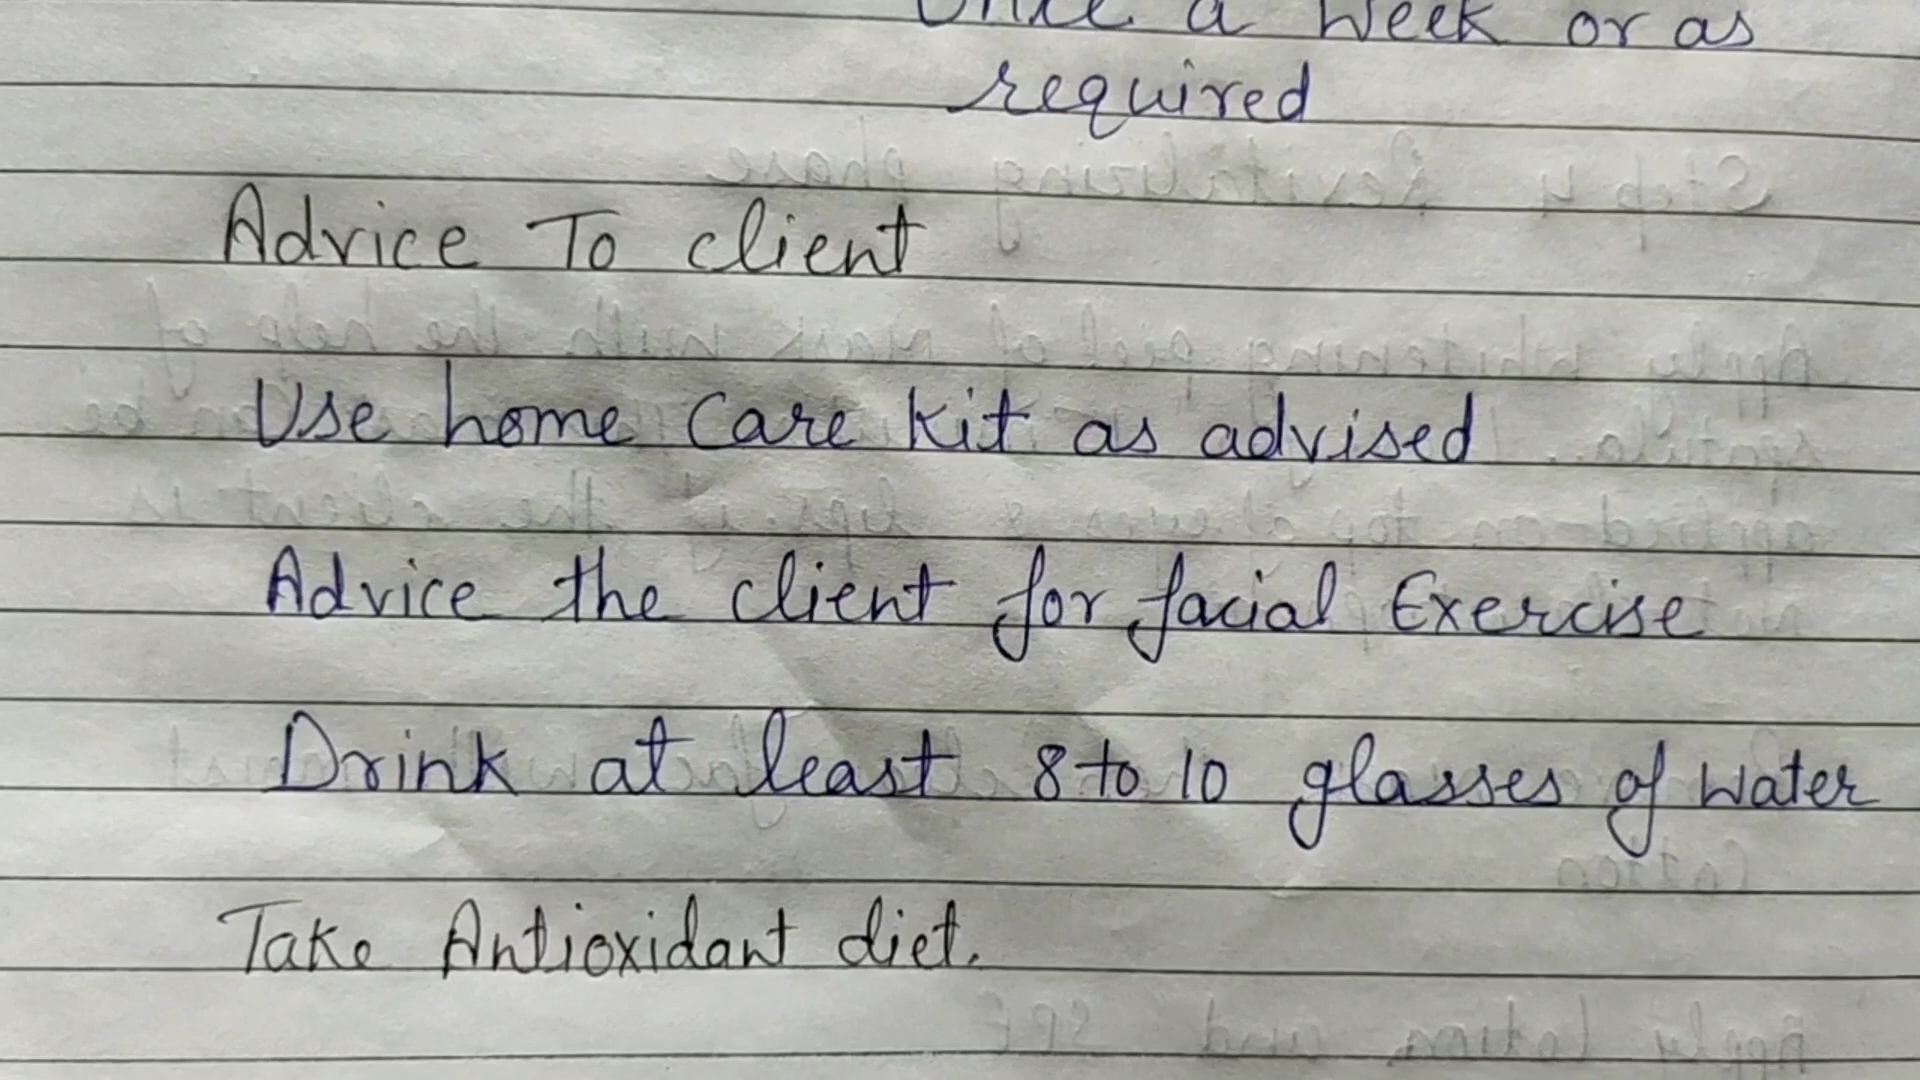 Once a week or as
required
Advice To client
Use home care kit as advised
Advice the client for facial Exercise
Drink at least 8 to 10 glasses of water
Take Antioxidant diet.